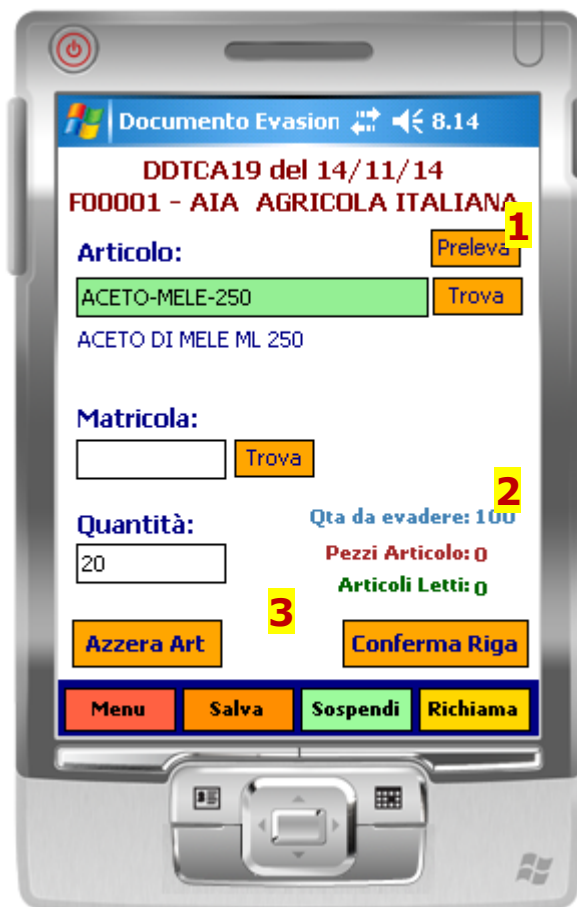 Documento Evasion 8.14
DDTCA19 del 14/11/14
F00001 - AIA AGRICOLA ITALIANA
1
Articolo: Preleva
ACETO-MELE-250 Trova
ACETO DI MELE ML 250
Matricola:
Trova
2
Quantità: Qta da evadere: 100
20 Pezzi Articolo: 0
Articoli Letti: 0
3
Azzera Art Conferma Riga
Menu Salva Sospendi Richiama